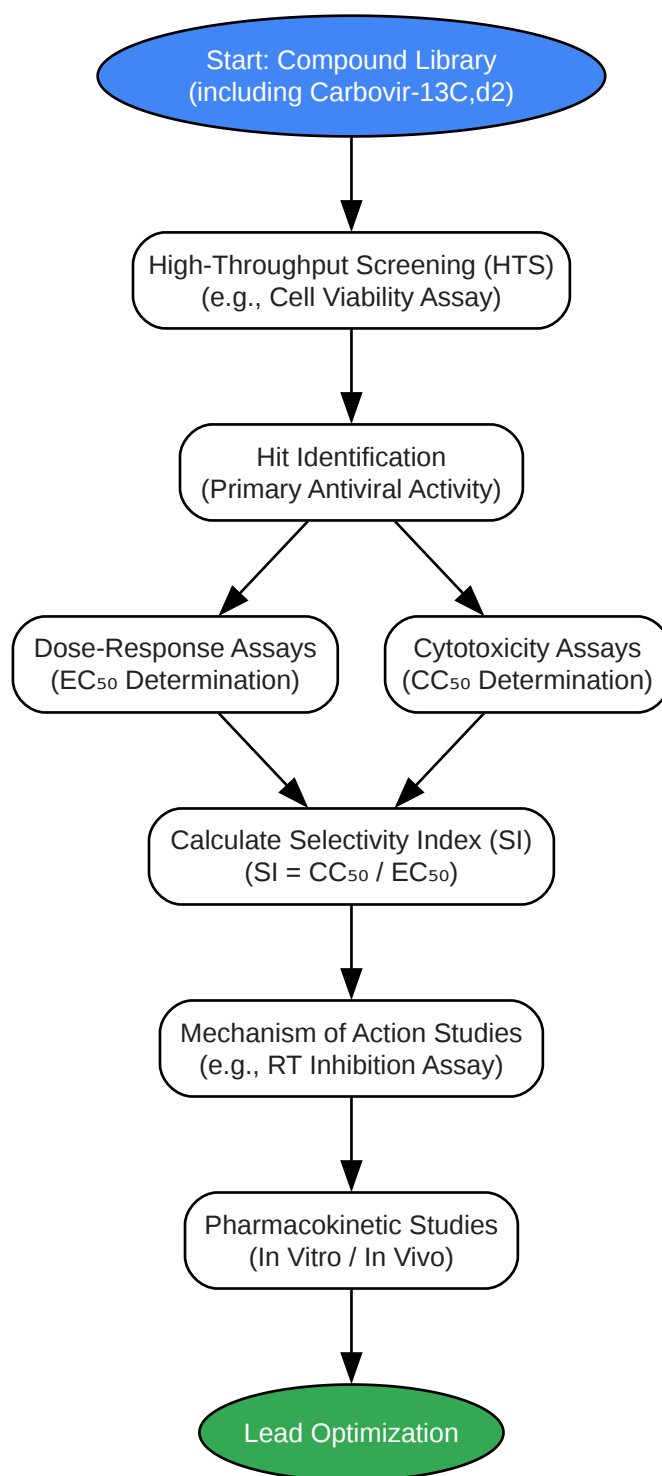 Start: Compound Library
(including Carbovir-13C,d2)
High-Throughput Screening (HTS)
(e.g., Cell Viability Assay)
Hit Identification
(Primary Antiviral Activity)
Dose-Response Assays
(EC₅₀ Determination)
Cytotoxicity Assays
(CC₅₀ Determination)
Calculate Selectivity Index (SI)
(SI = CC₅₀ / EC₅₀)
Mechanism of Action Studies
(e.g., RT Inhibition Assay)
Pharmacokinetic Studies
(In Vitro / In Vivo)
Lead Optimization